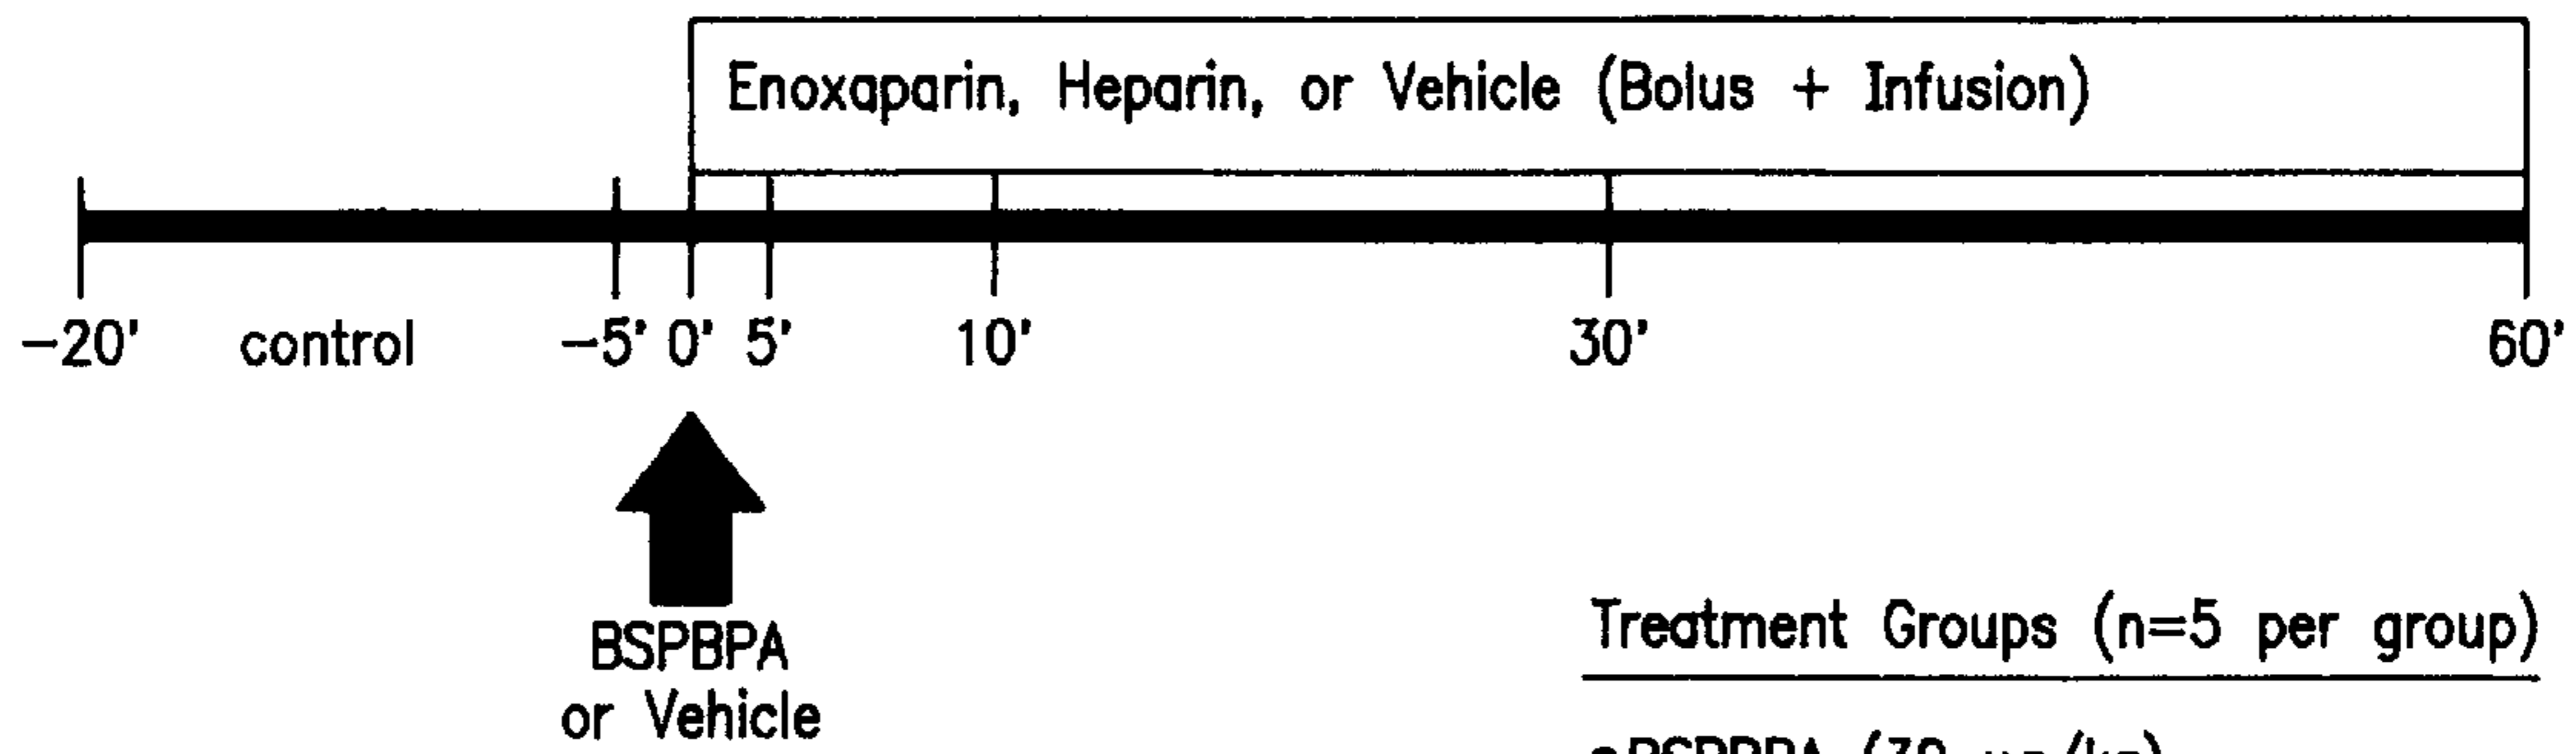 Enoxaparin, Heparin, or Vehicle (Bolus + Infusion)
-20' control -5' 0' 5' 10' 30' 60'
BSPBPA
or Vehicle
Treatment Groups (n=5 per group)